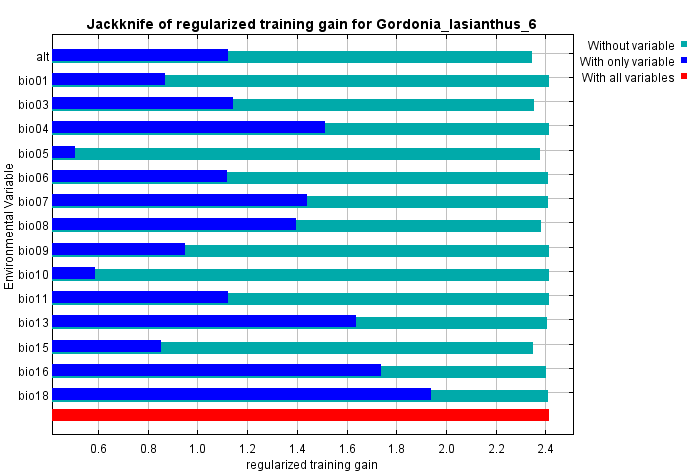 Jackknife of regularized training gain for Gordonia_lasianthus_6
Without variable
With only variable
With all variables
Environmental Variable
alt
bio01
bio03
bio04
bio05
bio06
bio07
bio08
bio09
bio10
bio11
bio13
bio15
bio16
bio18
0.6 0.8 1.0 1.2 1.4 1.6 1.8 2.0 2.2 2.4
regularized training gain